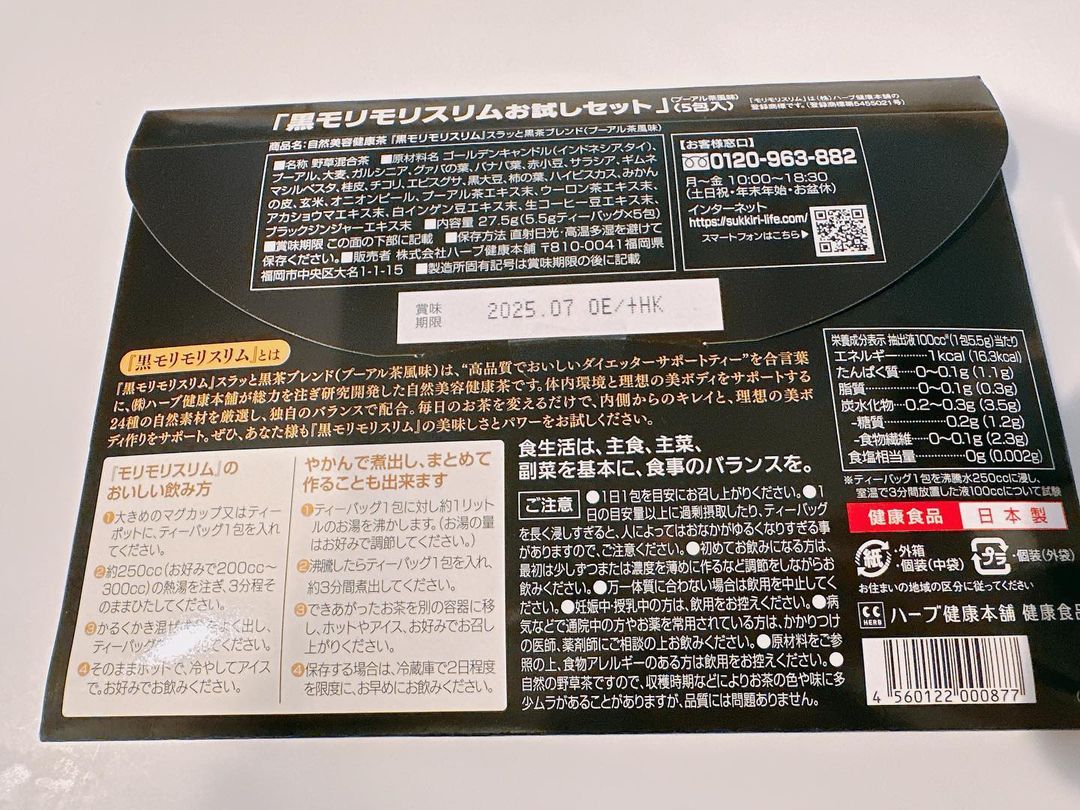 「黒モリモリスリムお試しセット」(プーアル茶風味)(5包入)
「モリモリスリム」は(株)ハーブ健康本舗の
登録商標です。(登録商標第5455021号)
商品名:自然美容健康茶「黒モリモリスリム」スラッと黒茶ブレンド(プーアル茶風味)
■名称 野草混合茶 ■原材料名 ゴールデンキャンドル(インドネシア,タイ)、
プーアル、大麦、ガルシニア、グァバの葉、バナバ葉、赤小豆、サラシア、ギムネ
マシルベスタ、桂皮、チコリ、エビスグサ、黒大豆、柿の葉、ハイビスカス、みかん
の皮、玄米、オニオンピール、プーアル茶エキス末、ウーロン茶エキス末、
アカショウマエキス末、白インゲン豆エキス末、生コーヒー豆エキス末、
ブラックジンジャーエキス末 ■内容量 27.5g(5.5gティーバッグ×5包)
■賞味期限 この面の下部に記載 ■保存方法 直射日光・高温多湿を避けて
保存ください。■販売者 株式会社ハーブ健康本舗 〒810-0041福岡県
福岡市中央区大名1-1-15 ■製造所固有記号は賞味期限の後に記載
【お客様窓口】
0120-963-882
月〜金 10:00〜18:30
(土日祝・年末年始・お盆休)
インターネット
https://sukkiri-life.com/
スマートフォンはこちら▶
賞味
期限
2025.07 OE/+HK
『黒モリモリスリム』とは
『黒モリモリスリム』スラッと黒茶ブレンド(プーアル茶風味)は、“高品質でおいしいダイエッターサポートティー”を合言葉
に、(株)ハーブ健康本舗が総力を注ぎ研究開発した自然美容健康茶です。体内環境と理想の美ボディをサポートする
24種の自然素材を厳選し、独自のバランスで配合。毎日のお茶を変えるだけで、内側からのキレイと、理想の美ボ
ディ作りをサポート。ぜひ、あなた様も『黒モリモリスリム』の美味しさとパワーをお試しください。
『モリモリスリム』の
おいしい飲み方
①大きめのマグカップ又はティー
ポットに、ティーバッグ1包を入れ
てください。
②約250cc(お好みで200cc〜
300cc)の熱湯を注ぎ、3分程そ
のままひたしてください。
③かるくかき混ぜ成分をよく出し、
ティーバッグ してください。
④そのままホットで、冷やしてアイス
で。お好みでお飲みください。
やかんで煮出し、まとめて
作ることも出来ます
①ティーバッグ1包に対し約1リット
ルのお湯を沸かします。(お湯の量
はお好みで調節してください。)
②沸騰したらティーバッグ1包を入れ、
約3分間煮出してください。
③できあがったお茶を別の容器に移
し、ホットやアイス、お好みでお召し
上がりください。
④保存する場合は、冷蔵庫で2日程度
を限度に、お早めにお飲みください。
食生活は、主食、主菜、
副菜を基本に、食事のバランスを。
ご注意
●1日1包を目安にお召し上がりください。●1
日の目安量以上に過剰摂取したり、ティーバッグ
を長く浸しすぎると、人によってはおなかがゆるくなりすぎる事
がありますので、ご注意ください。●初めてお飲みになる方は、
最初は少しずつまたは濃度を薄めに作るなど調節をしながらお
飲みください。●万一体質に合わない場合は飲用を中止してく
ださい。●妊娠中・授乳中の方は、飲用をお控えください。●病
気などで通院中の方やお薬を常用されている方は、かかりつけ
の医師、薬剤師にご相談の上お飲みください。●原材料をご参
照の上、食物アレルギーのある方は飲用をお控えください。●
自然の野草茶ですので、収穫時期などによりお茶の色や味に多
少ムラがあることがありますが、品質には問題ありません。
栄養成分表示 抽出液100cc※(1包5.5g)当たり
エネルギー……1kcal (16.3kcal)
たんぱく質……0〜0.1g (1.1g)
脂質……0〜0.1g (0.3g)
炭水化物……0.2〜0.3g (3.5g)
-糖質……0.2g (1.2g)
-食物繊維……0〜0.1g (2.3g)
食塩相当量……0g (0.002g)
※ティーバッグ1包を沸騰水250ccに浸し、
室温で3分間放置した液100ccについて試験
健康食品 日本製
紙
・外箱
・個装(中袋)
プラ
・個装(外袋)
お住まいの地域の区分に従ってください
CC HERB ハーブ健康本舗 健康食品
4 560122 000877